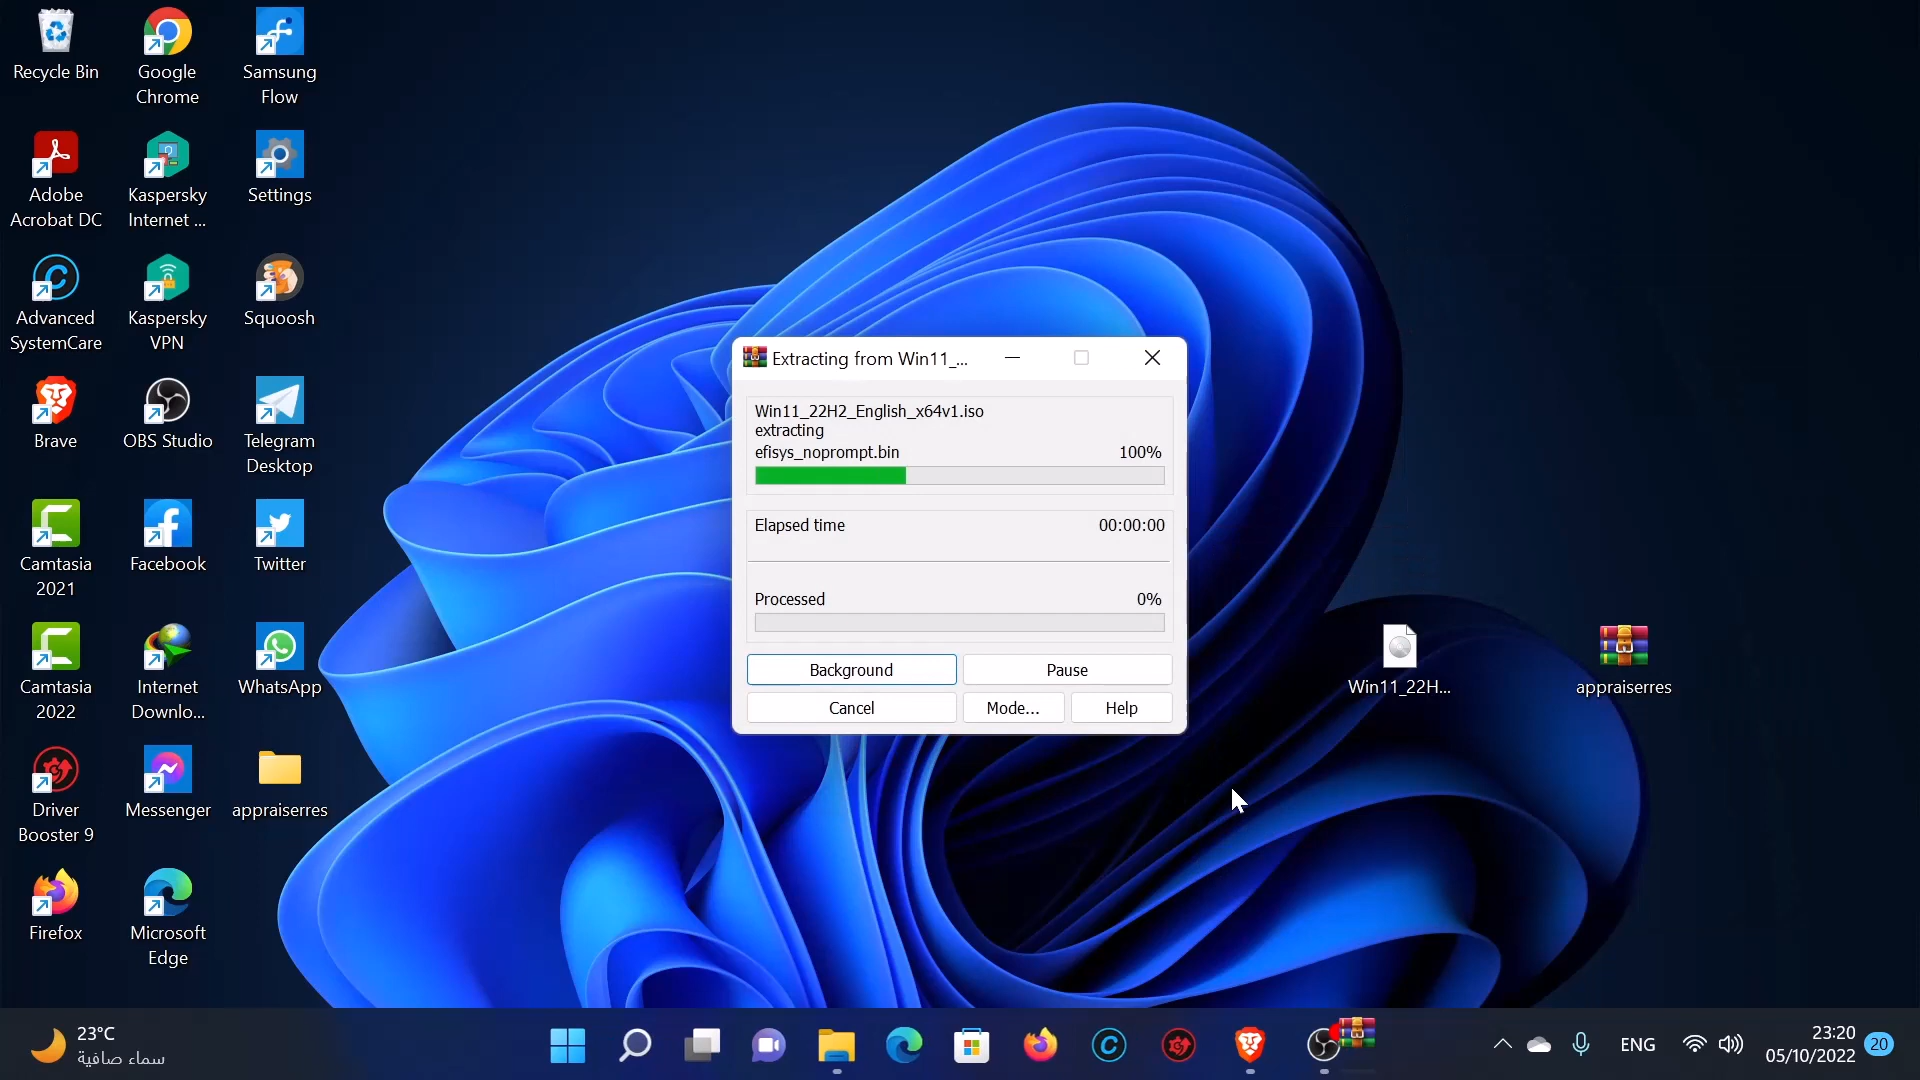 Recycle Bin
Google
Chrome
Samsung
Flow
Adobe
Acrobat DC
Kaspersky
Internet ...
Settings
Advanced
SystemCare
Kaspersky
VPN
Squoosh
Brave
OBS Studio
Telegram
Desktop
Camtasia
2021
Facebook
Twitter
Camtasia
2022
Internet
Downlo...
WhatsApp
Driver
Booster 9
Messenger
appraiserres
Firefox
Microsoft
Edge
Extracting from Win11_...
Win11_22H2_English_x64v1.iso
extracting
efisys_noprompt.bin 100%
Elapsed time 00:00:00
Processed 0%
Background Pause
Cancel Mode... Help
Win11_22H...
appraiserres
23°C
سماء صافية
ENG
23:20
05/10/2022
20